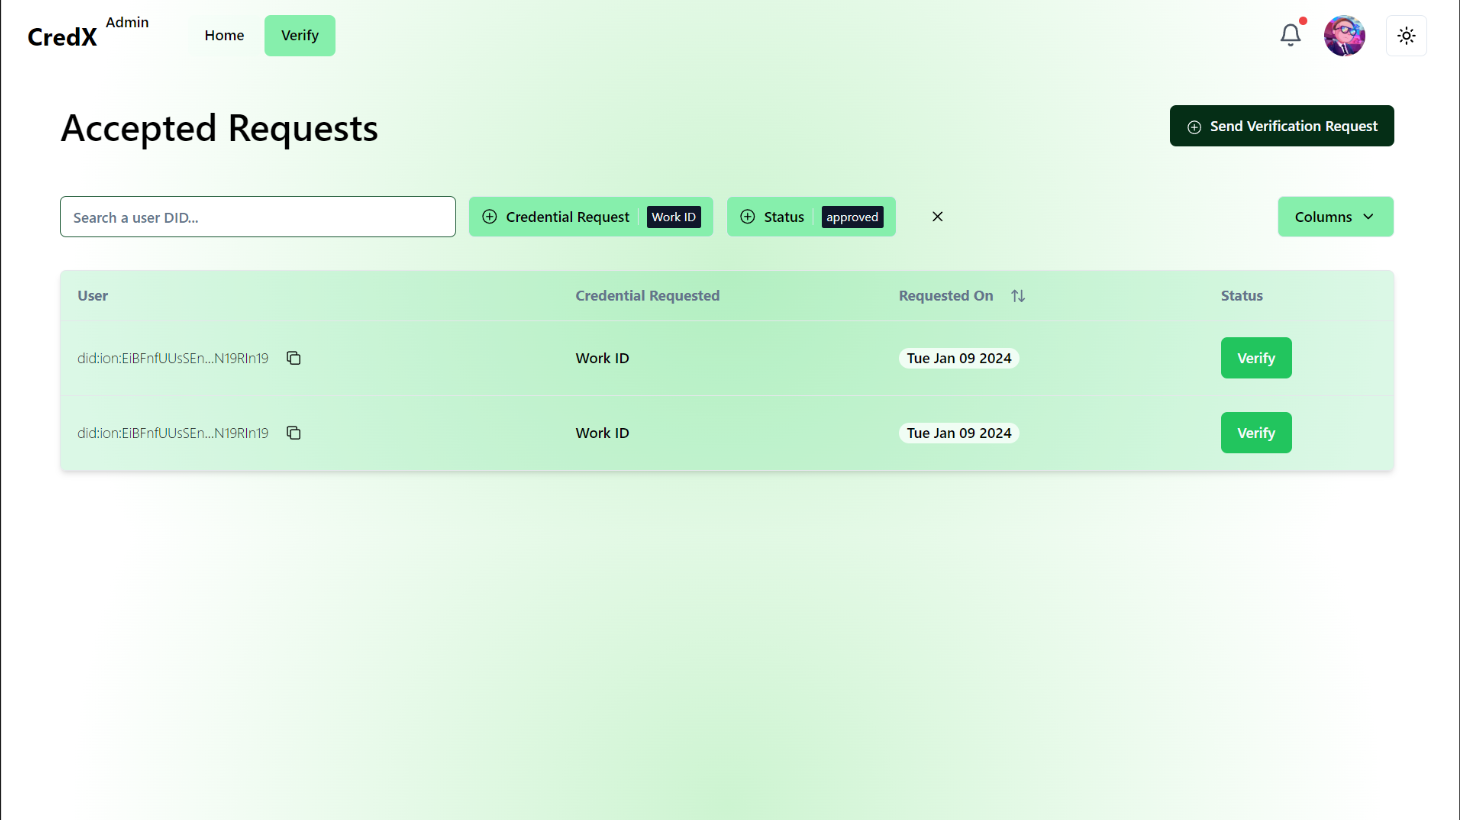 CredX Admin
Home
Verify
Accepted Requests
Send Verification Request
Search a user DID...
Credential Request Work ID
Status approved
Columns
User Credential Requested Requested On Status
did:ion:EiBFnfUUsSEn...N19RIn19 Work ID Tue Jan 09 2024 Verify
did:ion:EiBFnfUUsSEn...N19RIn19 Work ID Tue Jan 09 2024 Verify